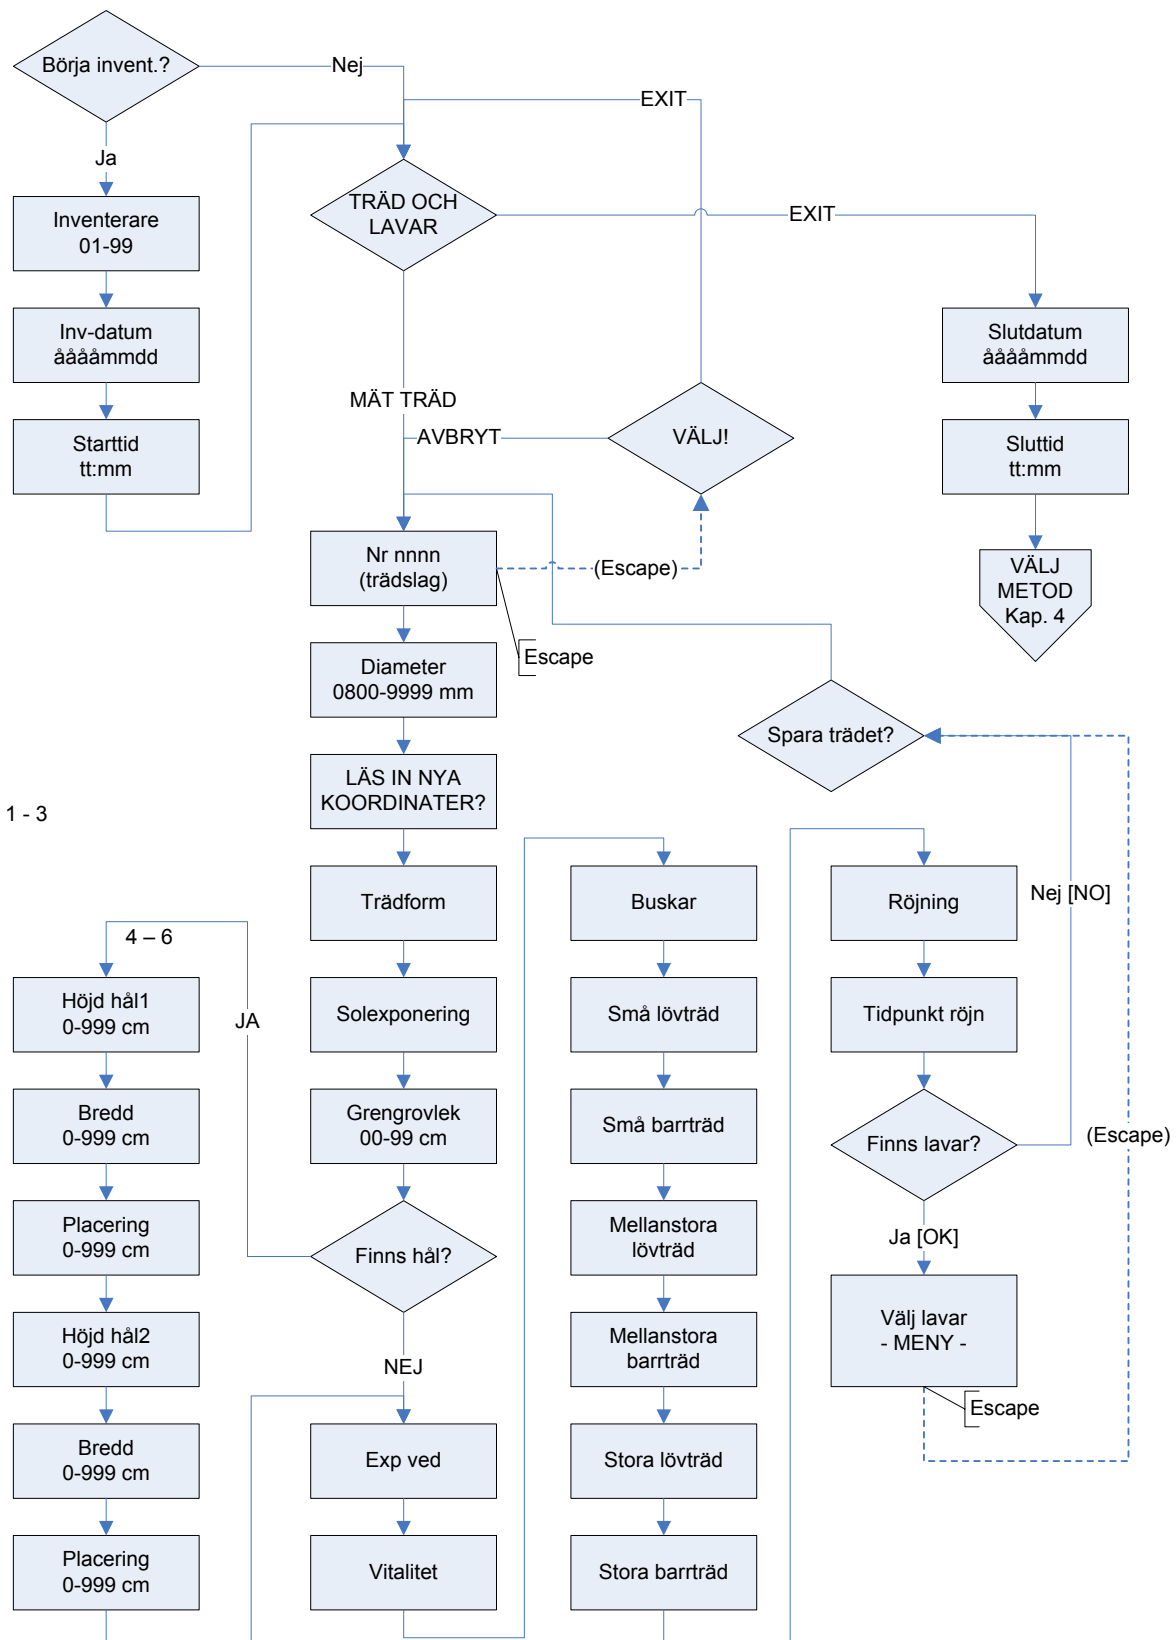 Börja invent.?
Nej
Ja
EXIT
Inventerare
01-99
Inv-datum
ååååmmdd
Starttid
tt:mm
TRÄD OCH
LAVAR
EXIT
MÄT TRÄD
AVBRYT
VÄLJ!
Slutdatum
ååååmmdd
Sluttid
tt:mm
VÄLJ
METOD
Kap. 4
Nr nnnn
(trädslag)
(Escape)
Escape
Diameter
0800-9999 mm
LÄS IN NYA
KOORDINATER?
Spara trädet?
1 - 3
Trädform
Solexponering
Grengrovlek
00-99 cm
Finns hål?
JA
NEJ
4 – 6
Höjd hål1
0-999 cm
Bredd
0-999 cm
Placering
0-999 cm
Höjd hål2
0-999 cm
Bredd
0-999 cm
Placering
0-999 cm
Exp ved
Vitalitet
Buskar
Små lövträd
Små barrträd
Mellanstora
lövträd
Mellanstora
barrträd
Stora lövträd
Stora barrträd
Röjning
Tidpunkt röjn
Finns lavar?
Nej [NO]
(Escape)
Ja [OK]
Välj lavar
- MENY -
Escape